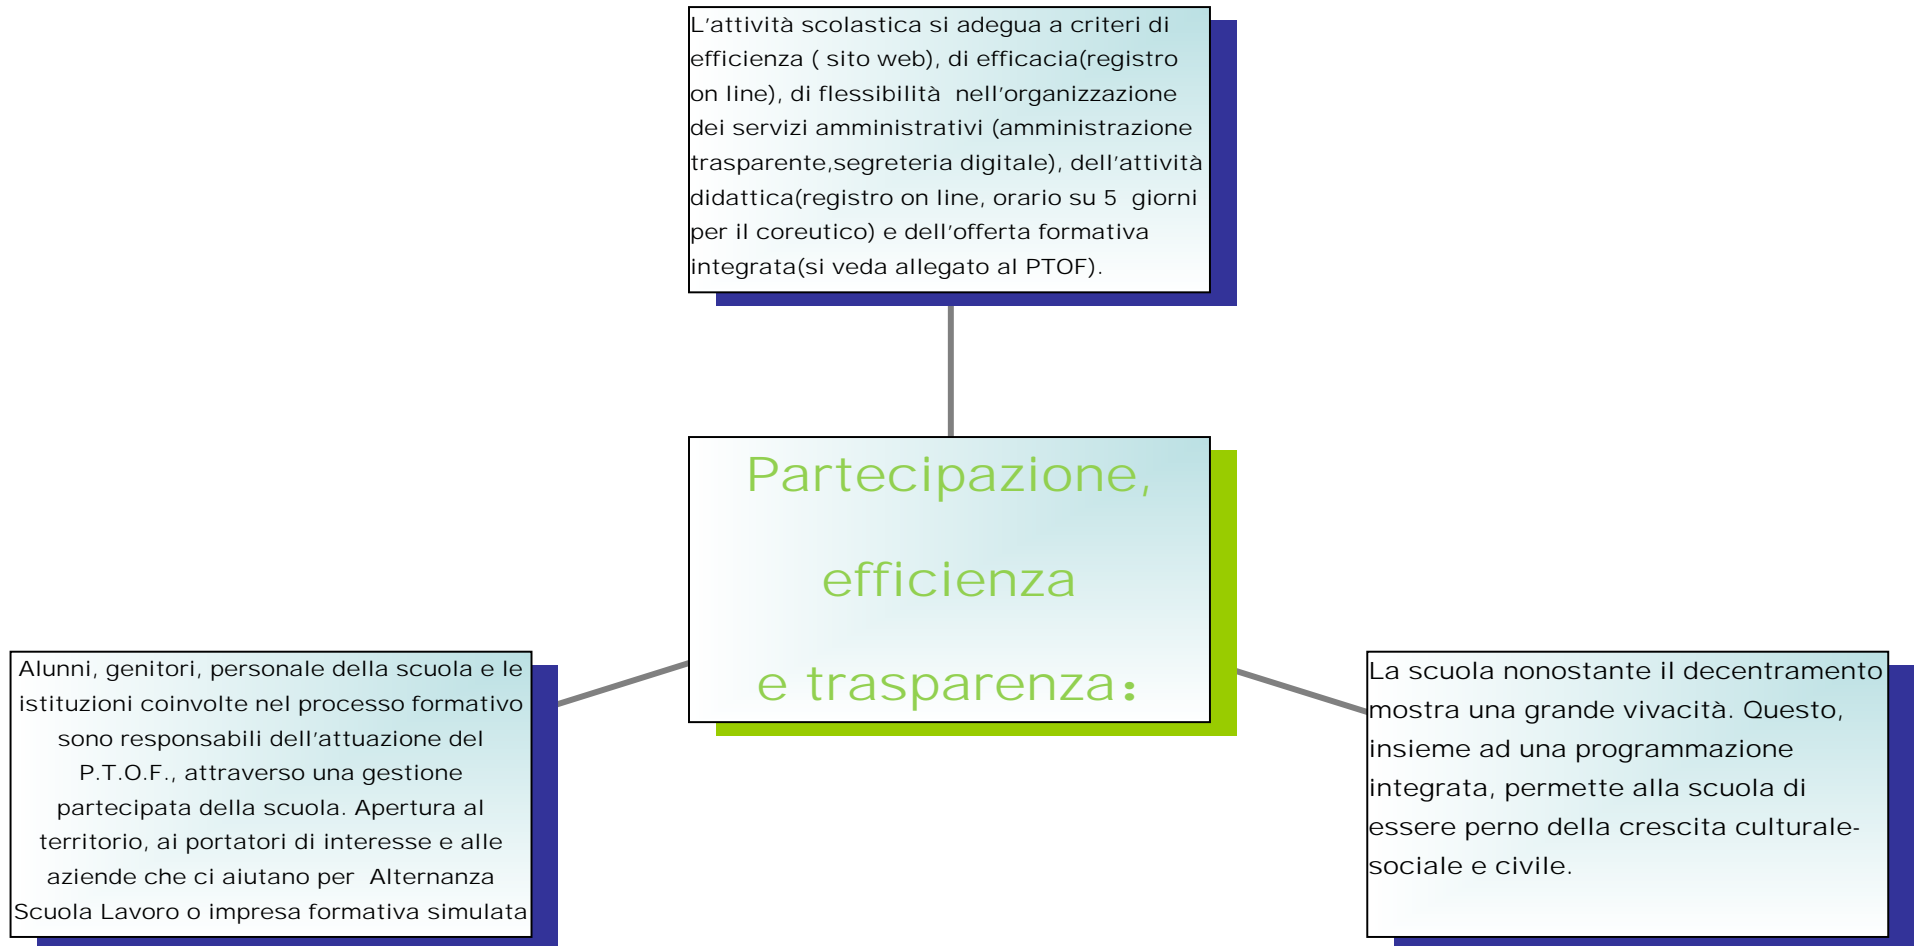 L'attività scolastica si adegua a criteri di
efficienza ( sito web), di efficacia(registro
on line), di flessibilità  nell'organizzazione
dei servizi amministrativi (amministrazione
trasparente,segreteria digitale), dell'attività
didattica(registro on line, orario su 5  giorni
per il coreutico) e dell'offerta formativa
integrata(si veda allegato al PTOF).
Partecipazione,
efficienza
e trasparenza:
Alunni, genitori, personale della scuola e le
istituzioni coinvolte nel processo formativo
sono responsabili dell'attuazione del
P.T.O.F., attraverso una gestione
partecipata della scuola. Apertura al
territorio, ai portatori di interesse e alle
aziende che ci aiutano per  Alternanza
Scuola Lavoro o impresa formativa simulata
La scuola nonostante il decentramento
mostra una grande vivacità. Questo,
insieme ad una programmazione
integrata, permette alla scuola di
essere perno della crescita culturale-
sociale e civile.